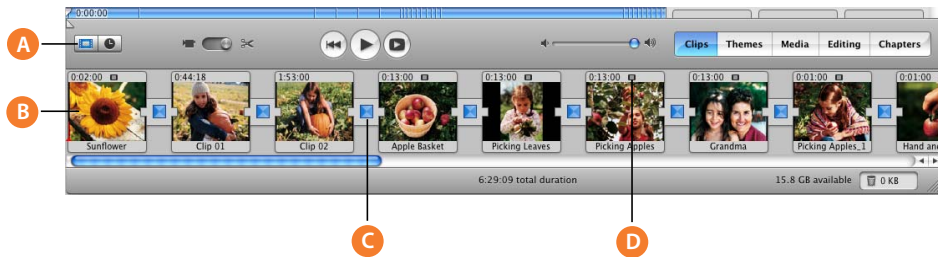 0:00:00
A
Clips Themes Media Editing Chapters
0:02:00 0:44:18 1:53:00 0:13:00 0:13:00 0:13:00 0:13:00 0:01:00 0:01:00
B
Sunflower Clip 01 Clip 02 Apple Basket Picking Leaves Picking Apples Grandma Picking Apples_1 Hand and
6:29:09 total duration 15.8 GB available 0 KB
C D